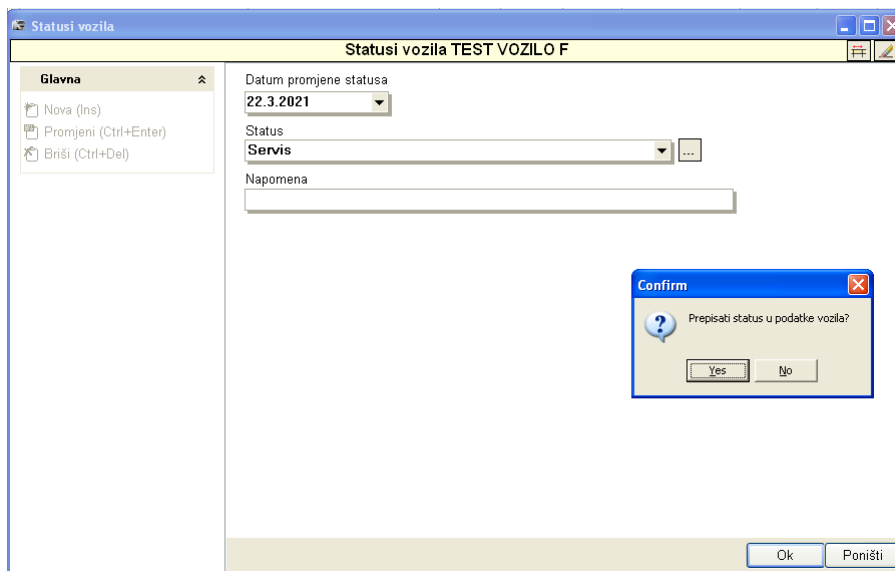 Statusi vozila
Statusi vozila TEST VOZILO F
Glavna
Nova (Ins)
Promjeni (Ctrl+Enter)
Briši (Ctrl+Del)
Datum promjene statusa
22.3.2021
Status
Servis
...
Napomena
Confirm
Prepisati status u podatke vozila?
Yes
No
Ok
Poništi